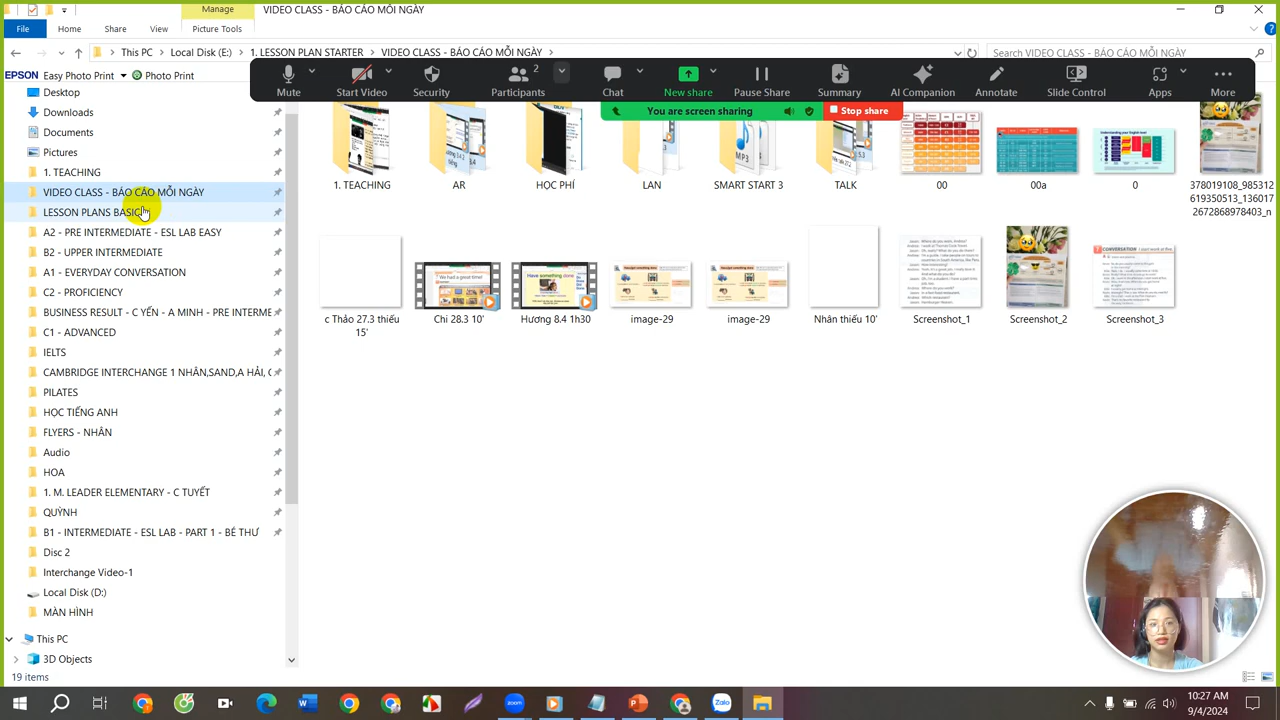 Manage
VIDEO CLASS - BÁO CÁO MỖI NGÀY
File
Home
Share
View
Picture Tools
This PC
Local Disk (E:)
1. LESSON PLAN STARTER
VIDEO CLASS - BÁO CÁO MỖI NGÀY
Search VIDEO CLASS - BÁO CÁO MỖI NGÀY
EPSON
Easy Photo Print
Photo Print
Mute
Start Video
Security
Participants
2
Chat
New share
Pause Share
Summary
AI Companion
Annotate
Slide Control
Apps
More
You are screen sharing
Stop share
Desktop
Downloads
Documents
Pictures
1. TEACHING
VIDEO CLASS - BÁO CÁO MỖI NGÀY
LESSON PLANS BASIC
A2 - PRE INTERMEDIATE - ESL LAB EASY
B2 - UPPER INTERMEDIATE
A1 - EVERYDAY CONVERSATION
C2 - PROFICIENCY
BUSINESS RESULT - C YẾN - A MINH - PRE INTERME
C1 - ADVANCED
IELTS
CAMBRIDGE INTERCHANGE 1 NHÂN,SAND,A HẢI, C
PILATES
HỌC TIẾNG ANH
FLYERS - NHÂN
Audio
HOA
1. M. LEADER ELEMENTARY - C TUYẾT
QUỲNH
B1 - INTERMEDIATE - ESL LAB - PART 1 - BÉ THƯ
Disc 2
Interchange Video-1
Local Disk (D:)
MÀN HÌNH
This PC
3D Objects
19 items
1. TEACHING
AR
HỌC PHÍ
LAN
SMART START 3
TALK
00
00a
0
378019108_985312
619350513_136017
2672868978403_n
c Thảo 27.3 thiếu
15'
Chi 28.3 10'
Hương 8.4 1h30
image-29
image-29
Nhân thiếu 10'
Screenshot_1
Screenshot_2
Screenshot_3
MP3
We had a great time!
Have something done
CONVERSATION
10:27 AM
9/4/2024